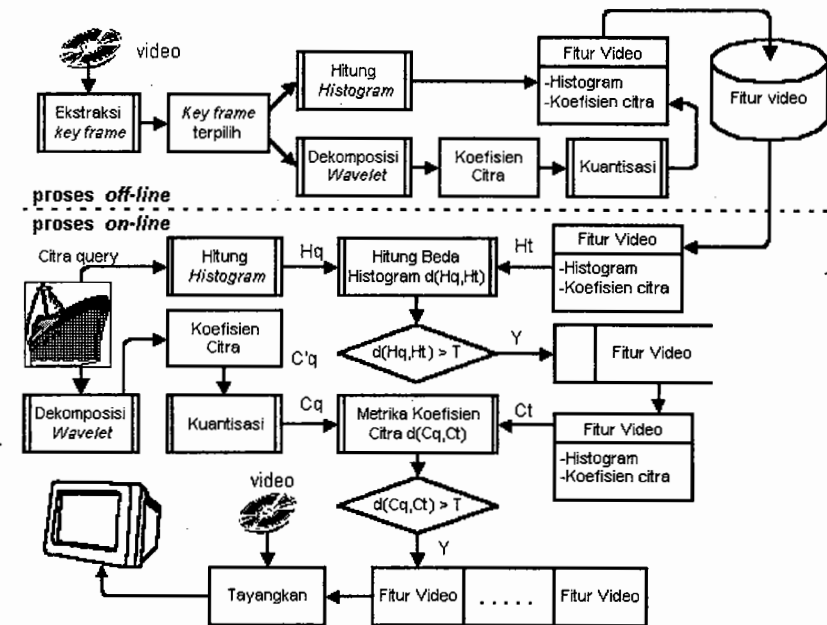 video
Ekstraksi
key frame
Key frame
terpilih
Hitung
Histogram
Dekomposisi
Wavelet
Koefisien
Citra
Kuantisasi
Fitur Video
-Histogram
-Koefisien citra
Fitur video
proses off-line
proses on-line
Citra query
Hitung
Histogram
Hq
Hitung Beda
Histogram d(Hq,Ht)
Ht
Fitur Video
-Histogram
-Koefisien citra
Koefisien
Citra
C'q
d(Hq,Ht) > T
Y
Fitur Video
Dekomposisi
Wavelet
Kuantisasi
Cq
Metrika Koefisien
Citra d(Cq,Ct)
Ct
Fitur Video
-Histogram
-Koefisien citra
video
d(Cq,Ct) > T
Y
Tayangkan
Fitur Video
.....
Fitur Video